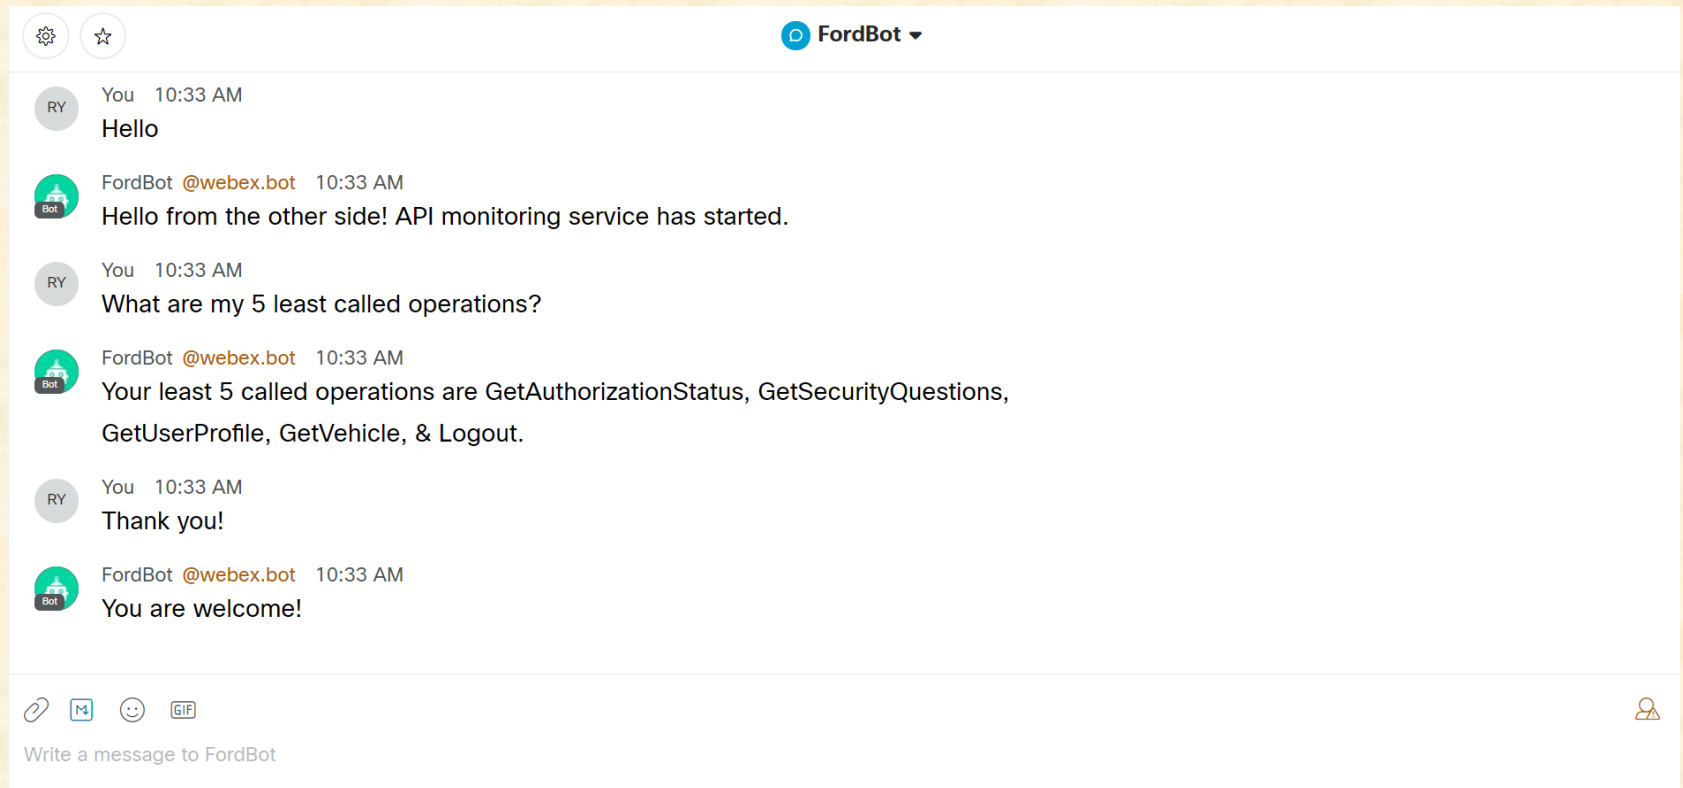 FordBot
RY
You 10:33 AM
Hello
FordBot @webex.bot 10:33 AM
Bot
Hello from the other side! API monitoring service has started.
You 10:33 AM
RY
What are my 5 least called operations?
FordBot @webex.bot 10:33 AM
Bot
Your least 5 called operations are GetAuthorizationStatus, GetSecurityQuestions,
GetUserProfile, GetVehicle, & Logout.
You 10:33 AM
RY
Thank you!
FordBot @webex.bot 10:33 AM
Bot
You are welcome!
M GIF
Write a message to FordBot